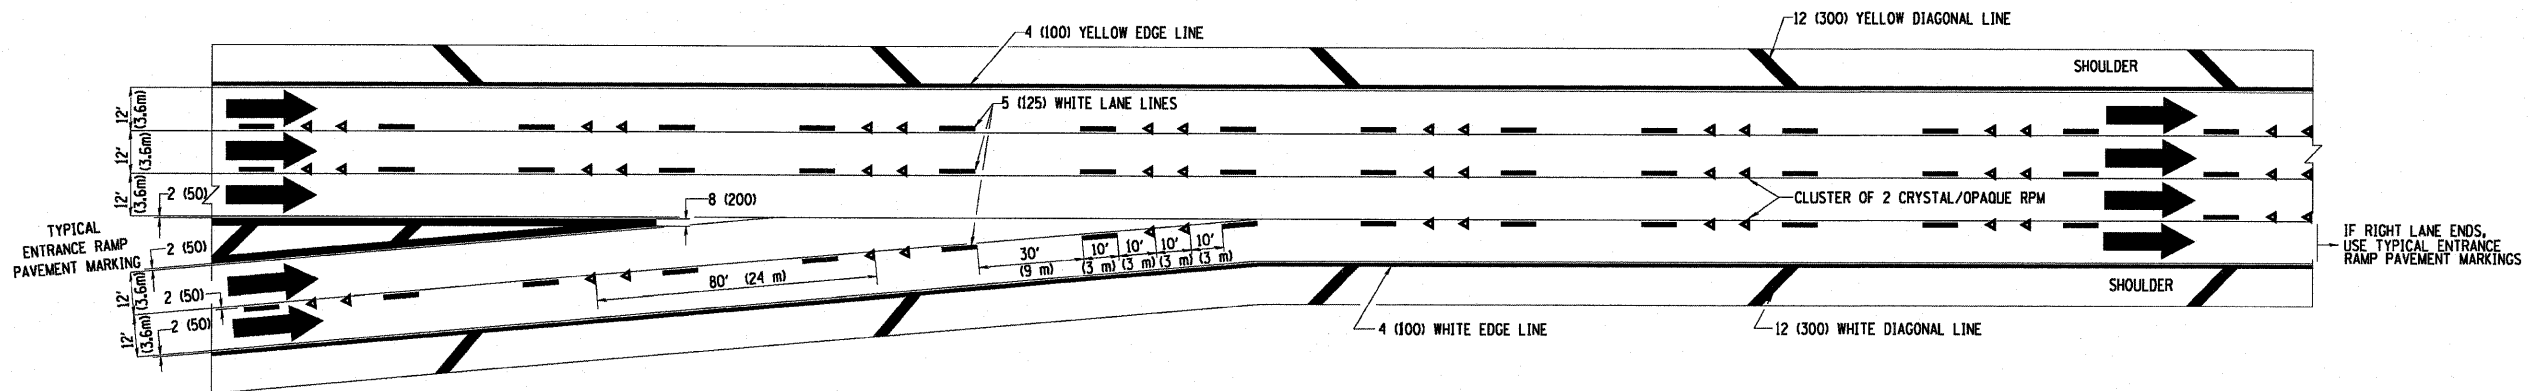 12 (300) YELLOW DIAGONAL LINE
4 (100) YELLOW EDGE LINE
SHOULDER
5 (125) WHITE LANE LINES
12'
(3.6m)
12'
(3.6m)
12'
(3.6m)
2 (50)
8 (200)
CLUSTER OF 2 CRYSTAL/OPAQUE RPM
TYPICAL
ENTRANCE RAMP
PAVEMENT MARKING
2 (50)
IF RIGHT LANE ENDS,
USE TYPICAL ENTRANCE
RAMP PAVEMENT MARKINGS
30'
(9 m)
10'
(3 m)
10'
(3 m)
10'
(3 m)
10'
(3 m)
80' (24 m)
12'
(3.6m)
2 (50)
12'
(3.6m)
2 (50)
SHOULDER
4 (100) WHITE EDGE LINE
12 (300) WHITE DIAGONAL LINE